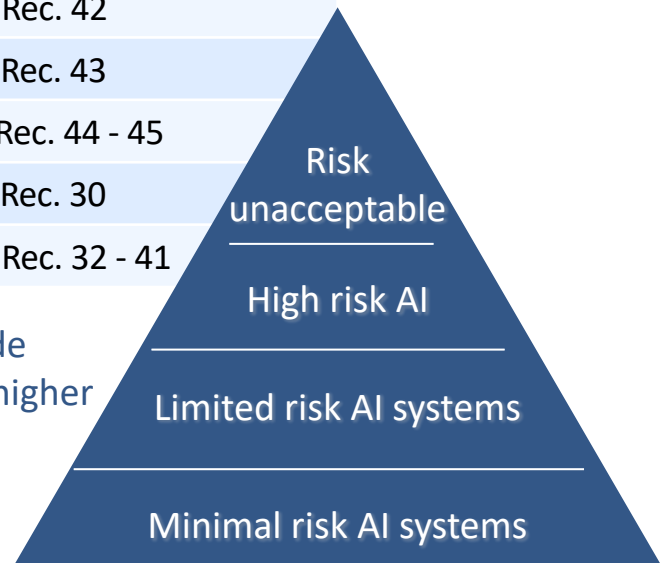 Rec. 42
Rec. 43
Rec. 44 - 45
Rec. 30
Rec. 32 - 41
higher
Risk
unacceptable
High risk AI
Limited risk AI systems
Minimal risk AI systems